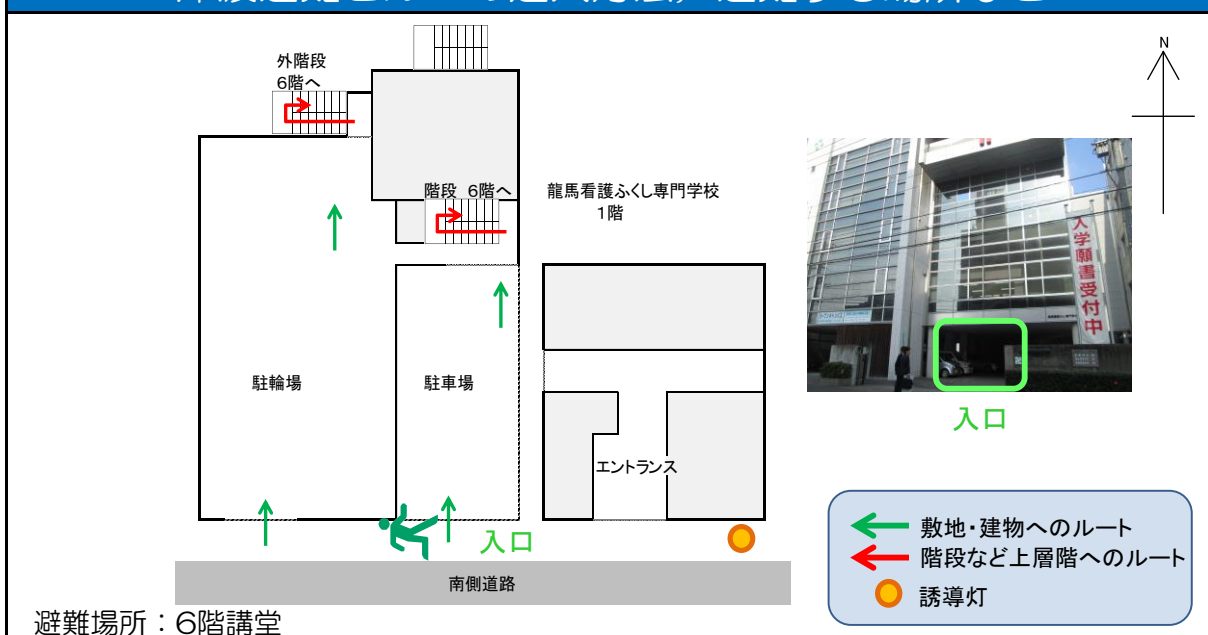 外階段
6階へ
N
階段 6階へ
龍馬看護ふくし専門学校
1階
入学願書受付中
駐輪場
駐車場
入口
エントランス
入口
敷地・建物へのルート
階段など上層階へのルート
誘導灯
南側道路
避難場所：6階講堂